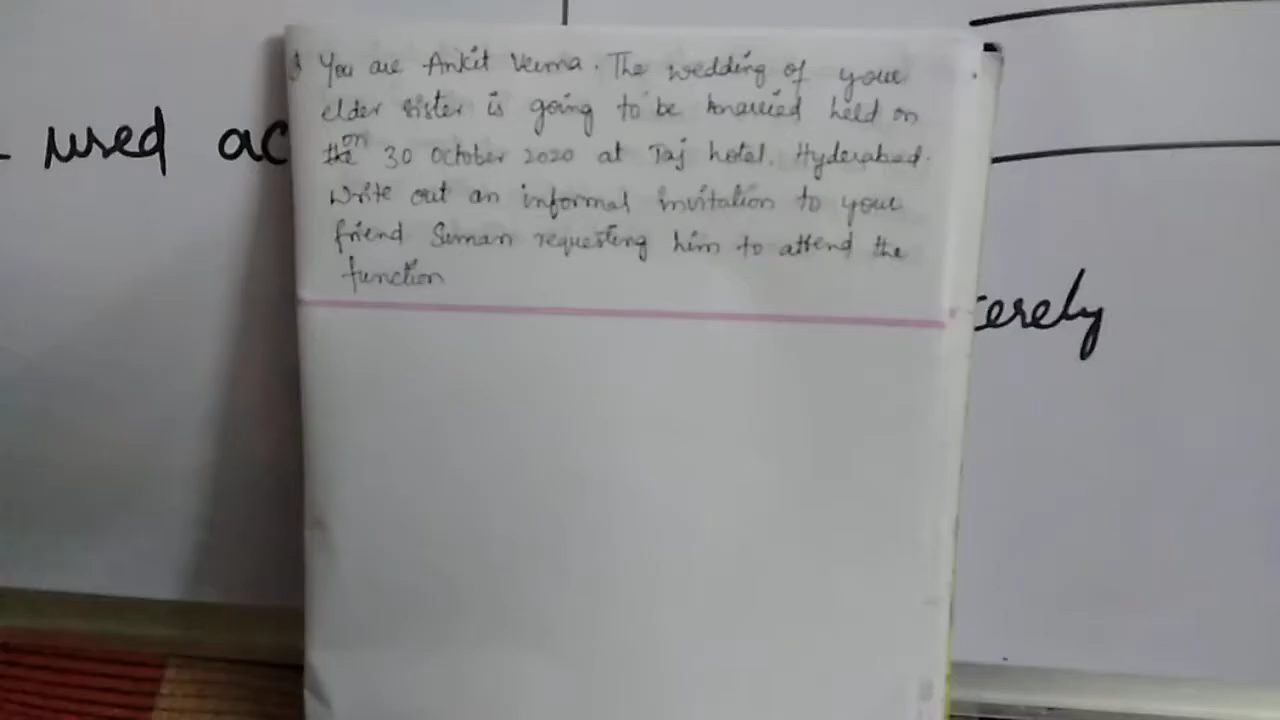 used ac
You are Ankit Verma. The wedding of your
elder sister is going to be married held on
the on 30 October 2020 at Taj hotel, Hyderabad.
Write out an informal invitation to your
friend Suman requesting him to attend the
function
erely